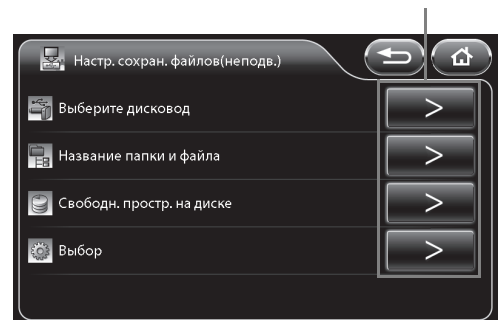 Настр. сохран. файлов(неподв.)
Выберите дисковод
>
Название папки и файла
>
Свободн. простр. на диске
>
Выбор
>